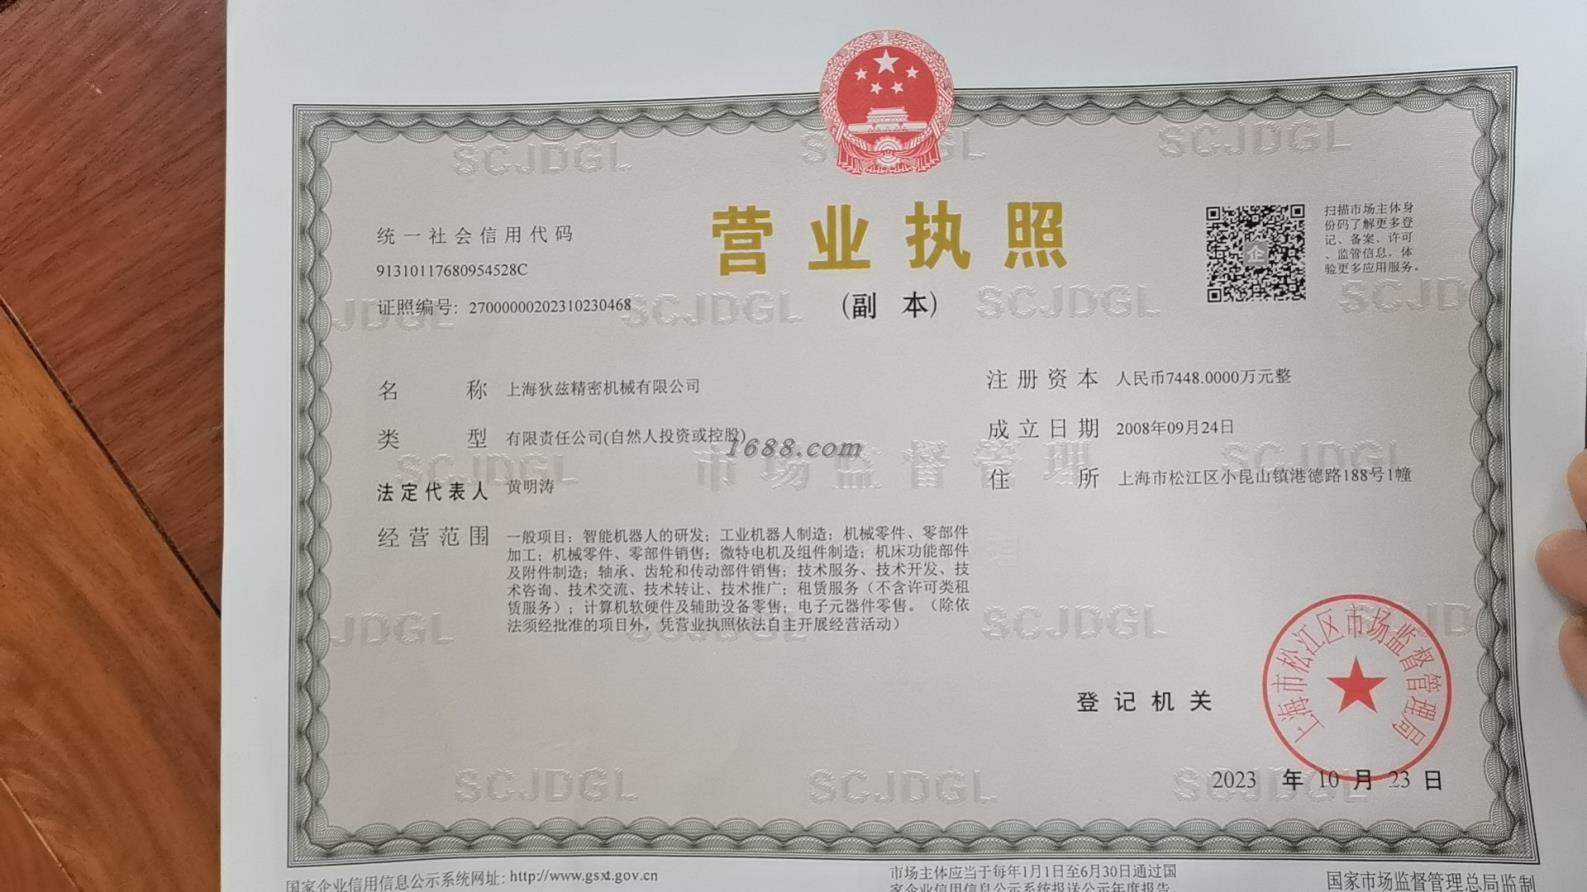 营业执照
(副 本)
统一社会信用代码
91310117680954528C
证照编号: 27000000202310230468
扫描市场主体身
份码了解更多登
记、备案、许可
、监管信息,体
验更多应用服务。
名 称 上海狄兹精密机械有限公司
类 型 有限责任公司(自然人投资或控股)
法定代表人 黄明涛
经营范围 一般项目:智能机器人的研发;工业机器人制造;机械零件、零部件
加工;机械零件、零部件销售;微特电机及组件制造;机床功能部件
及附件制造;轴承、齿轮和传动部件销售;技术服务、技术开发、技
术咨询、技术交流、技术转让、技术推广;租赁服务(不含许可类租
赁服务);计算机软硬件及辅助设备零售;电子元器件零售。(除依
法须经批准的项目外,凭营业执照依法自主开展经营活动)
注册资本 人民币7448.0000万元整
成立日期 2008年09月24日
住 所 上海市松江区小昆山镇港德路188号1幢
1688.com
市场监督管理
SCJDGL
登记机关
上海市松江区市场监督管理局
2023 年 10 月 23 日
国家企业信用信息公示系统网址:http://www.gsxt.gov.cn
市场主体应当于每年1月1日至6月30日通过国
家企业信用信息公示系统报送公示年度报告
国家市场监督管理总局监制